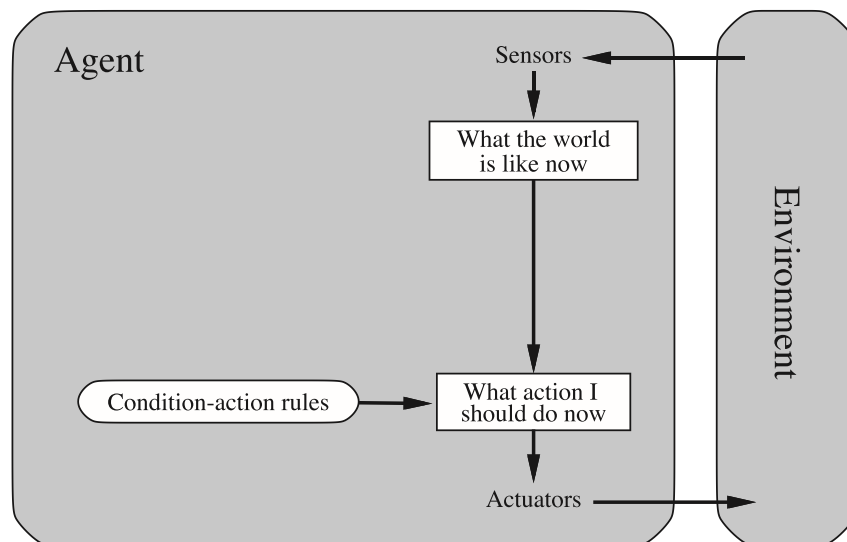 Agent
Sensors
What the world
is like now
Environment
Condition-action rules
What action I
should do now
Actuators